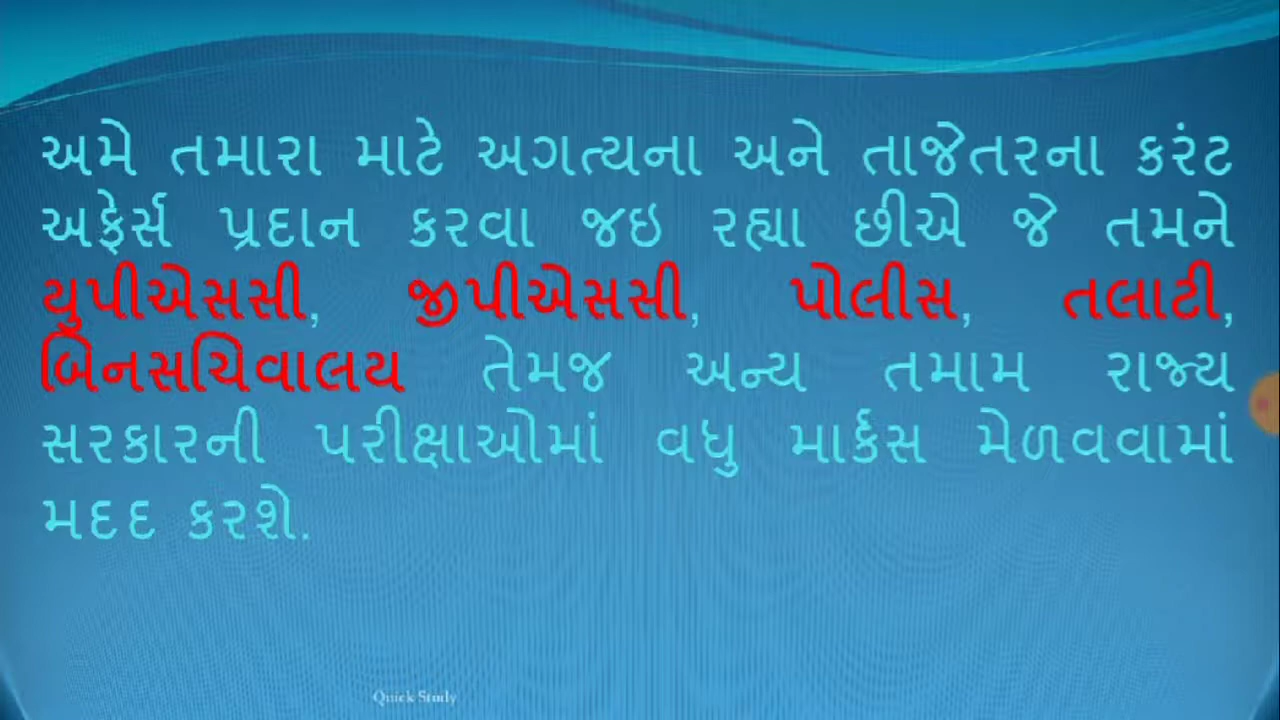 અમે તમારા માટે અગત્યના અને તાજેતરના કરંટ
અફેર્સ પ્રદાન કરવા જઇ રહ્યા છીએ જે તમને
યુપીએસસી, જીપીએસસી, પોલીસ, તલાટી,
બિનસચિવાલય તેમજ અન્ય તમામ રાજ્ય
સરકારની પરીક્ષાઓમાં વધુ માર્કસ મેળવવામાં
મદદ કરશે.
Quick Study